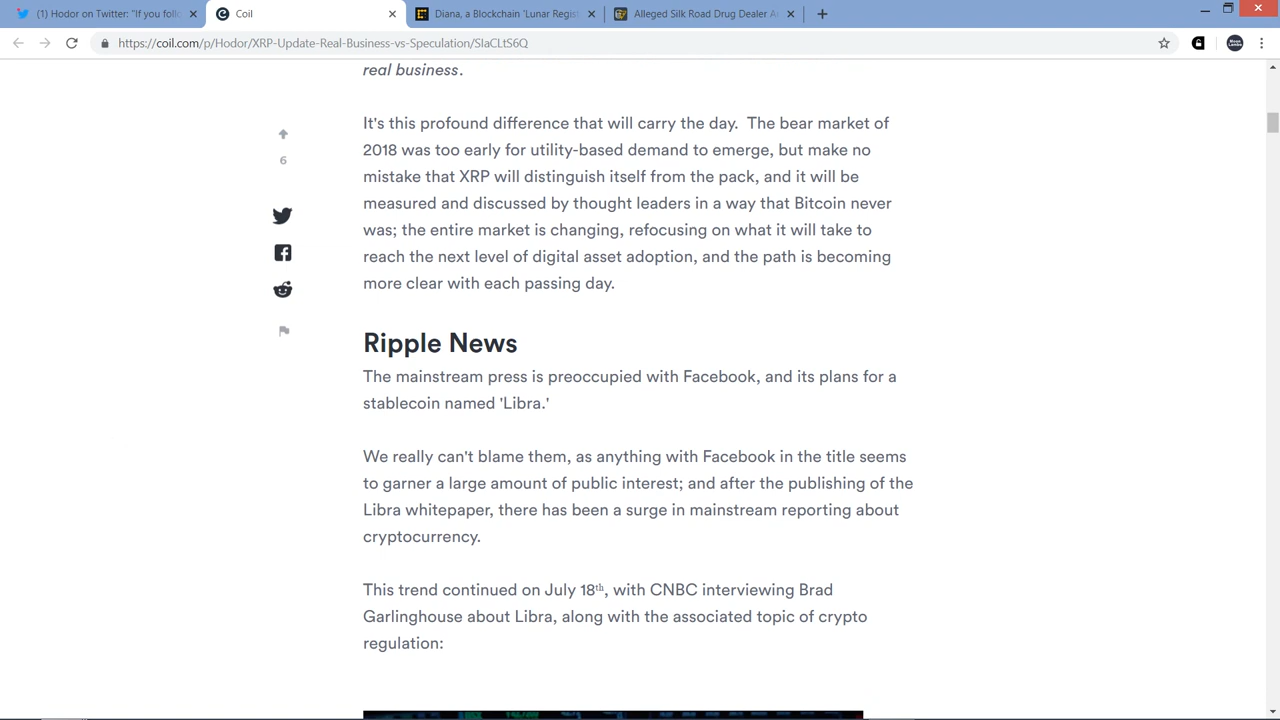 (1) Hodor on Twitter: "If you follo
Coil
Diana, a Blockchain 'Lunar Regist
Alleged Silk Road Drug Dealer A
https://coil.com/p/Hodor/XRP-Update-Real-Business-vs-Speculation/SlaCLtS6Q
real business.
It's this profound difference that will carry the day. The bear market of
2018 was too early for utility-based demand to emerge, but make no
mistake that XRP will distinguish itself from the pack, and it will be
measured and discussed by thought leaders in a way that Bitcoin never
was; the entire market is changing, refocusing on what it will take to
reach the next level of digital asset adoption, and the path is becoming
more clear with each passing day.
6
Ripple News
The mainstream press is preoccupied with Facebook, and its plans for a
stablecoin named 'Libra.'
We really can't blame them, as anything with Facebook in the title seems
to garner a large amount of public interest; and after the publishing of the
Libra whitepaper, there has been a surge in mainstream reporting about
cryptocurrency.
This trend continued on July 18th, with CNBC interviewing Brad
Garlinghouse about Libra, along with the associated topic of crypto
regulation: